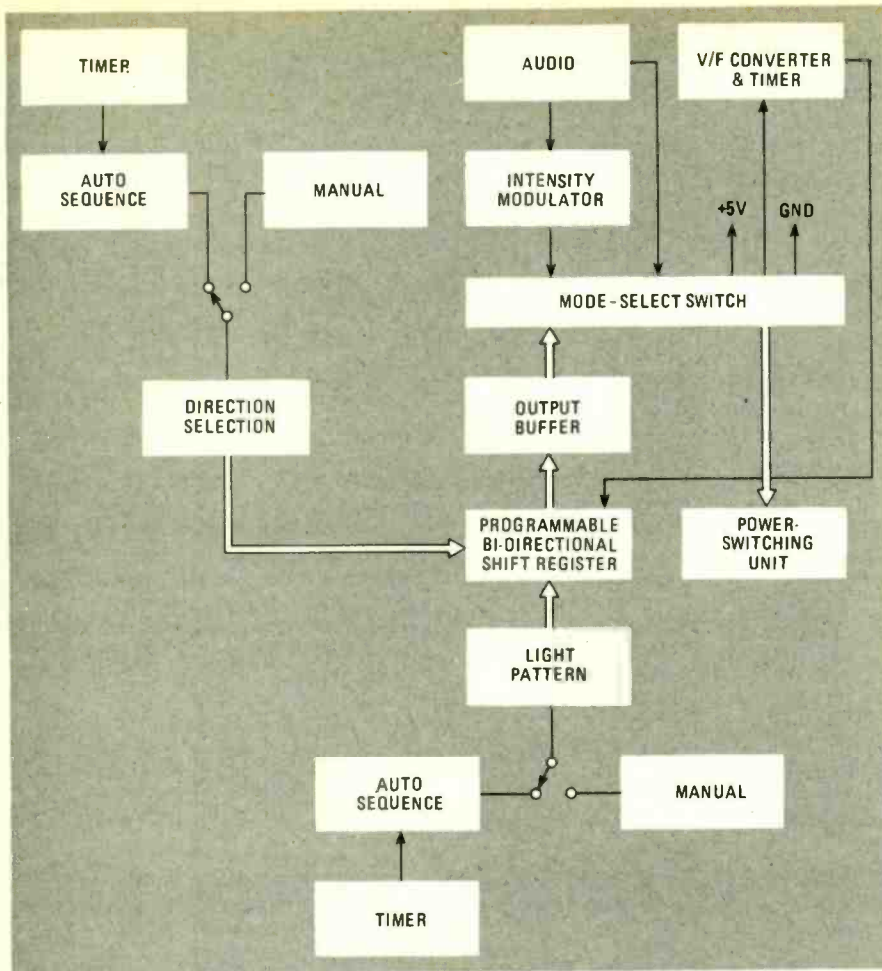 TIMER
AUDIO
V/F CONVERTER
& TIMER
AUTO
SEQUENCE
MANUAL
INTENSITY
MODULATOR
+5V
GND
MODE-SELECT SWITCH
DIRECTION
SELECTION
OUTPUT
BUFFER
PROGRAMMABLE
BI-DIRECTIONAL
SHIFT REGISTER
POWER-
SWITCHING
UNIT
LIGHT
PATTERN
AUTO
SEQUENCE
MANUAL
TIMER